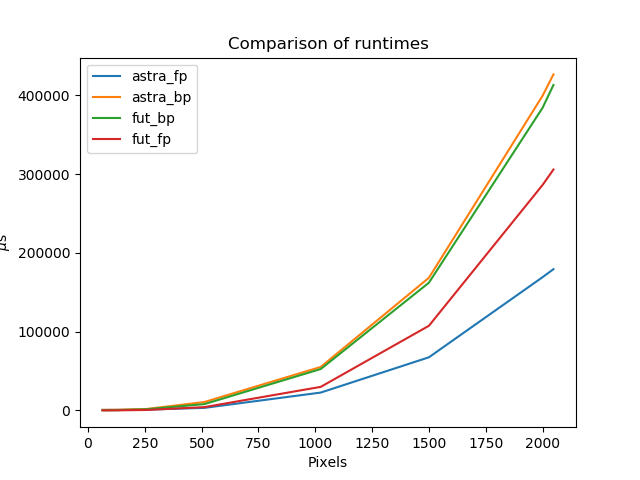 Comparison of runtimes
astra_fp
astra_bp
fut_bp
fut_fp
400000
300000
200000
100000
0
μs
0 250 500 750 1000 1250 1500 1750 2000
Pixels